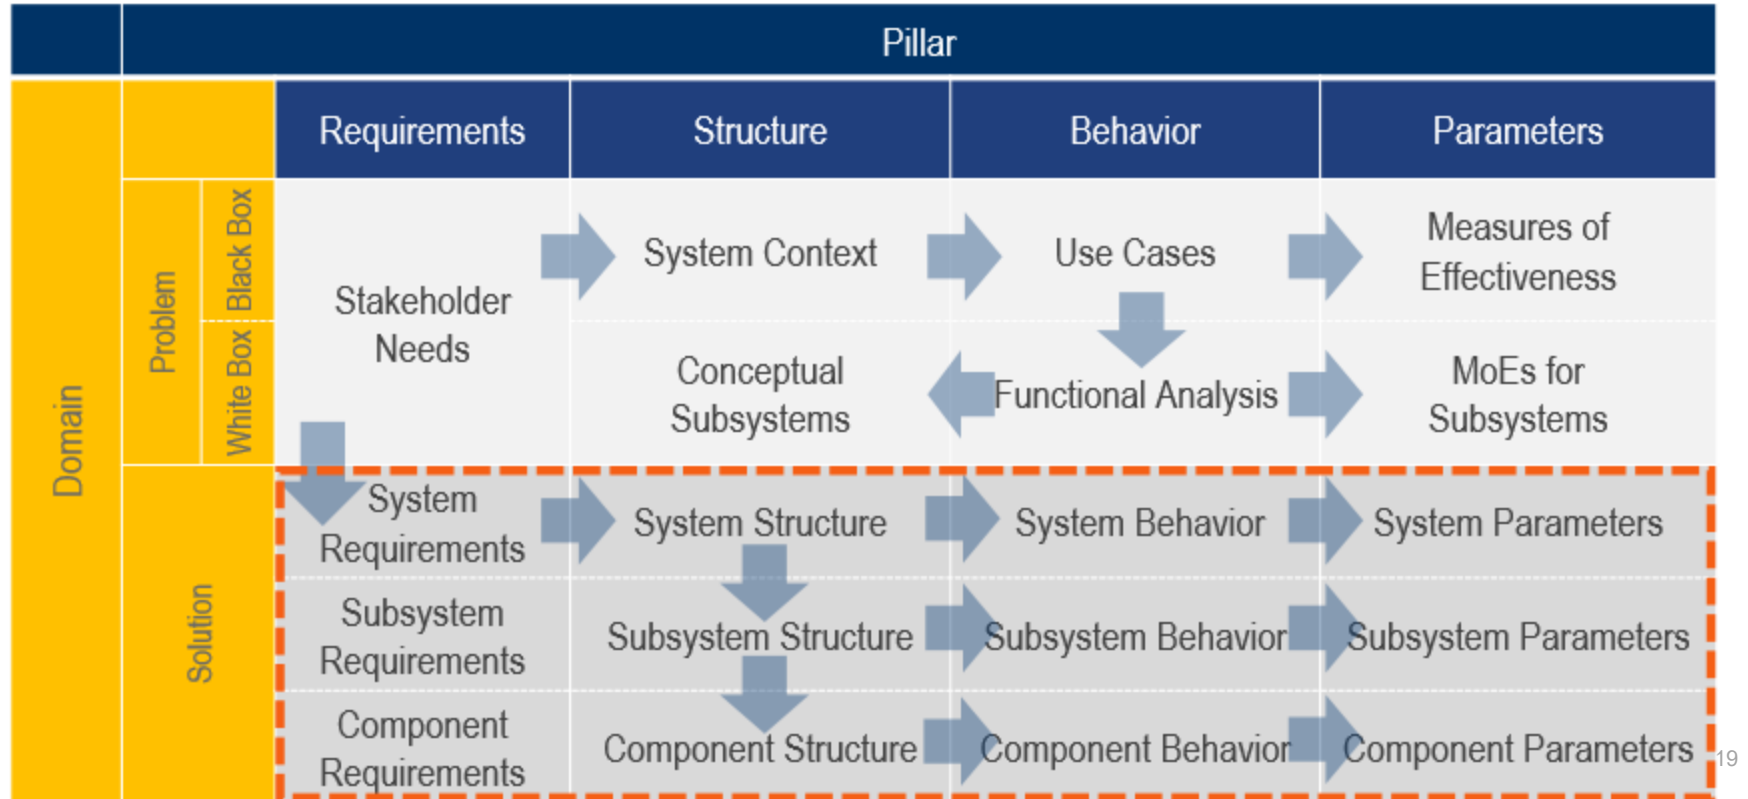 Pillar
Requirements
Structure
Behavior
Parameters
Domain
Problem
Black Box
Stakeholder
Needs
System Context
Use Cases
Measures of
Effectiveness
White Box
Conceptual
Subsystems
Functional Analysis
MoEs for
Subsystems
Solution
System
Requirements
System Structure
System Behavior
System Parameters
Subsystem
Requirements
Subsystem Structure
Subsystem Behavior
Subsystem Parameters
Component
Requirements
Component Structure
Component Behavior
Component Parameters
19